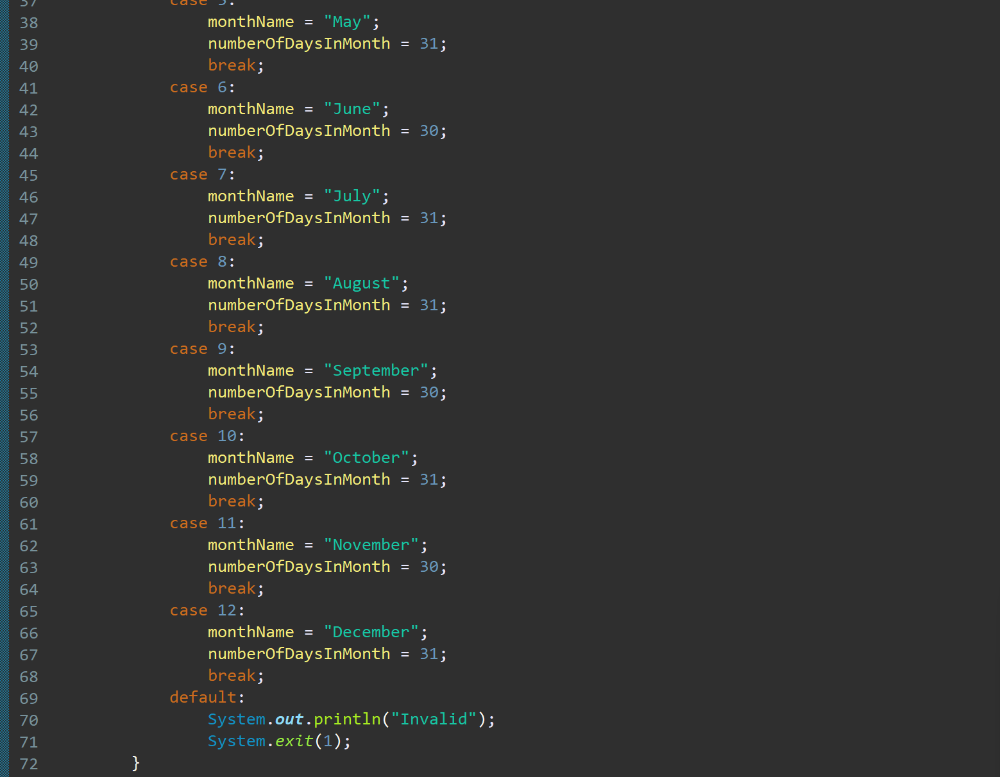 37 case 5:
38 monthName = "May";
39 numberOfDaysInMonth = 31;
40 break;
41 case 6:
42 monthName = "June";
43 numberOfDaysInMonth = 30;
44 break;
45 case 7:
46 monthName = "July";
47 numberOfDaysInMonth = 31;
48 break;
49 case 8:
50 monthName = "August";
51 numberOfDaysInMonth = 31;
52 break;
53 case 9:
54 monthName = "September";
55 numberOfDaysInMonth = 30;
56 break;
57 case 10:
58 monthName = "October";
59 numberOfDaysInMonth = 31;
60 break;
61 case 11:
62 monthName = "November";
63 numberOfDaysInMonth = 30;
64 break;
65 case 12:
66 monthName = "December";
67 numberOfDaysInMonth = 31;
68 break;
69 default:
70 System.out.println("Invalid");
71 System.exit(1);
72 }